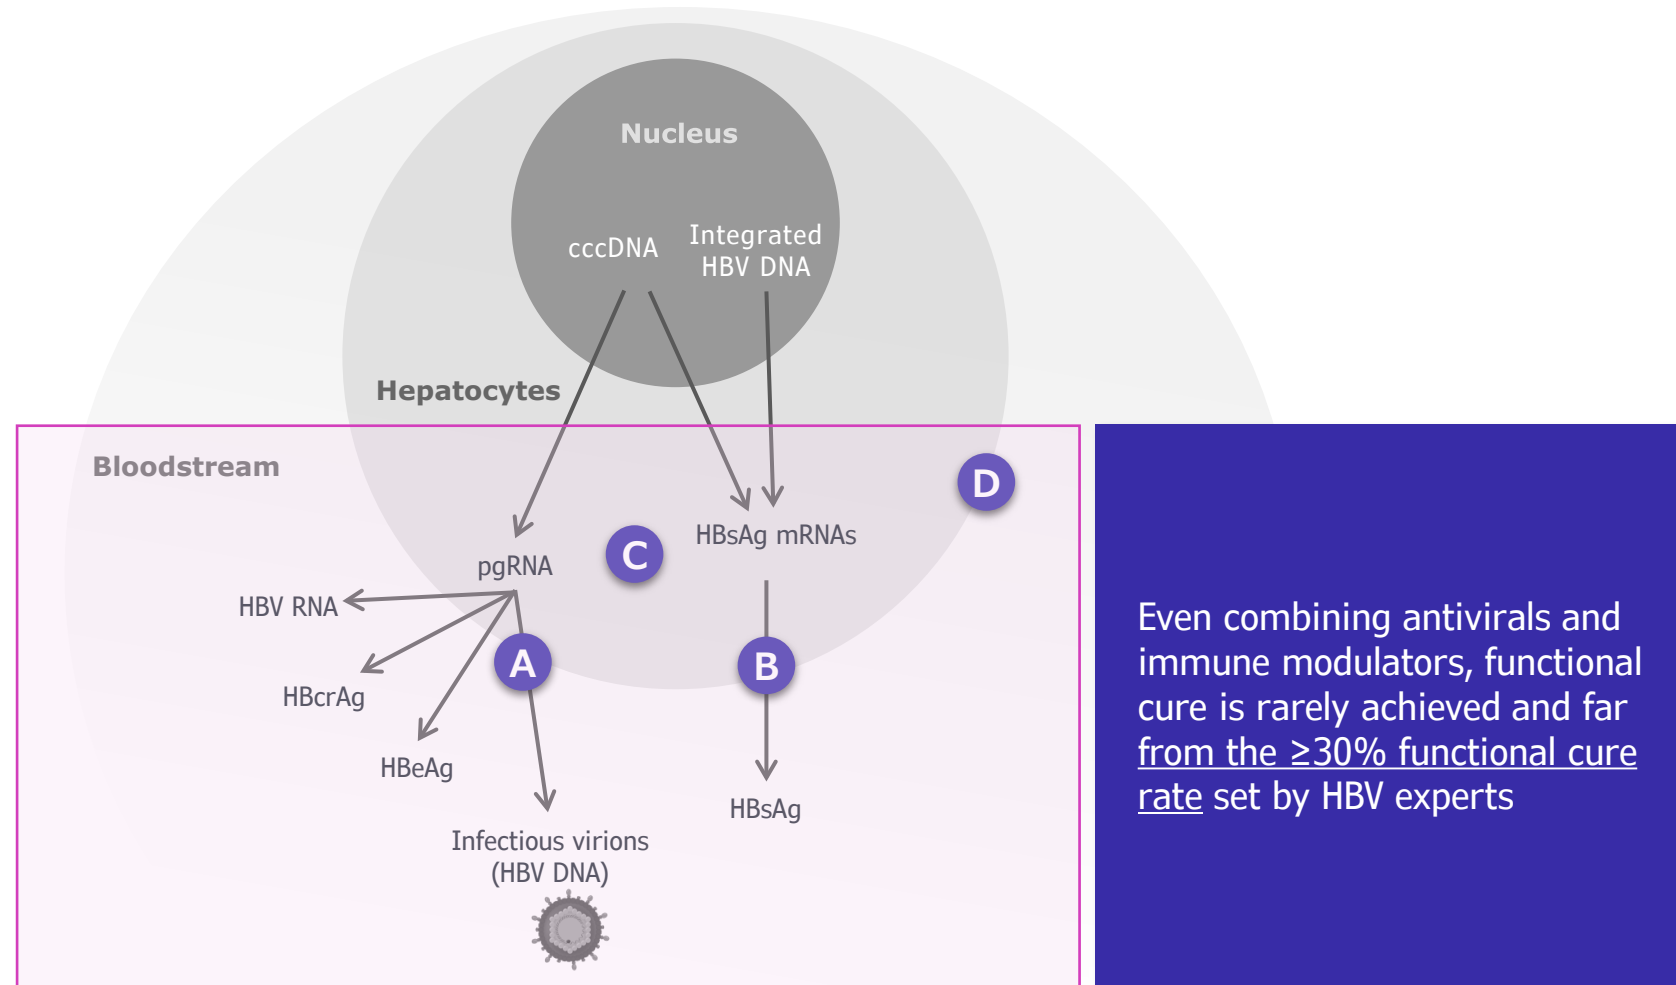 Nucleus
cccDNA
Integrated
HBV DNA
Hepatocytes
Bloodstream
D
C
HBsAg mRNAs
pgRNA
HBV RNA
A
B
HBcrAg
HBeAg
HBsAg
Infectious virions
(HBV DNA)
Even combining antivirals and
immune modulators, functional
cure is rarely achieved and far
from the ≥30% functional cure
rate set by HBV experts